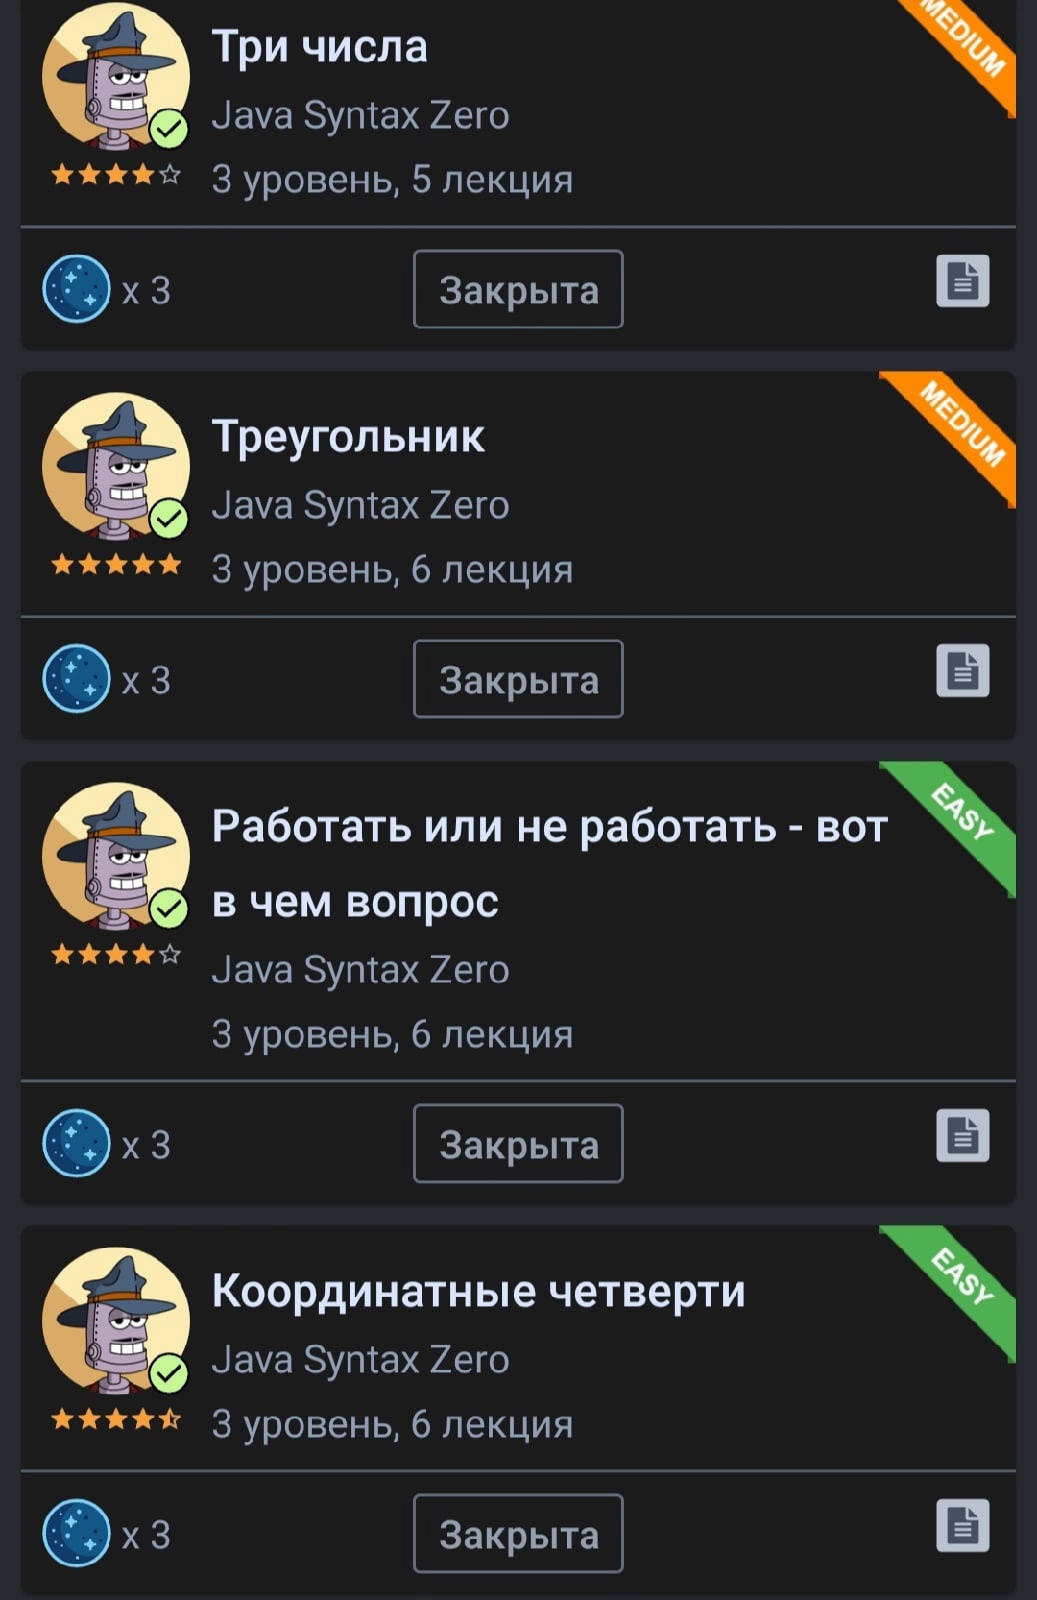 MEDIUM
Три числа
Java Syntax Zero
3 уровень, 5 лекция
x 3
Закрыта
MEDIUM
Треугольник
Java Syntax Zero
3 уровень, 6 лекция
x 3
Закрыта
EASY
Работать или не работать - вот
в чем вопрос
Java Syntax Zero
3 уровень, 6 лекция
x 3
Закрыта
EASY
Координатные четверти
Java Syntax Zero
3 уровень, 6 лекция
x 3
Закрыта